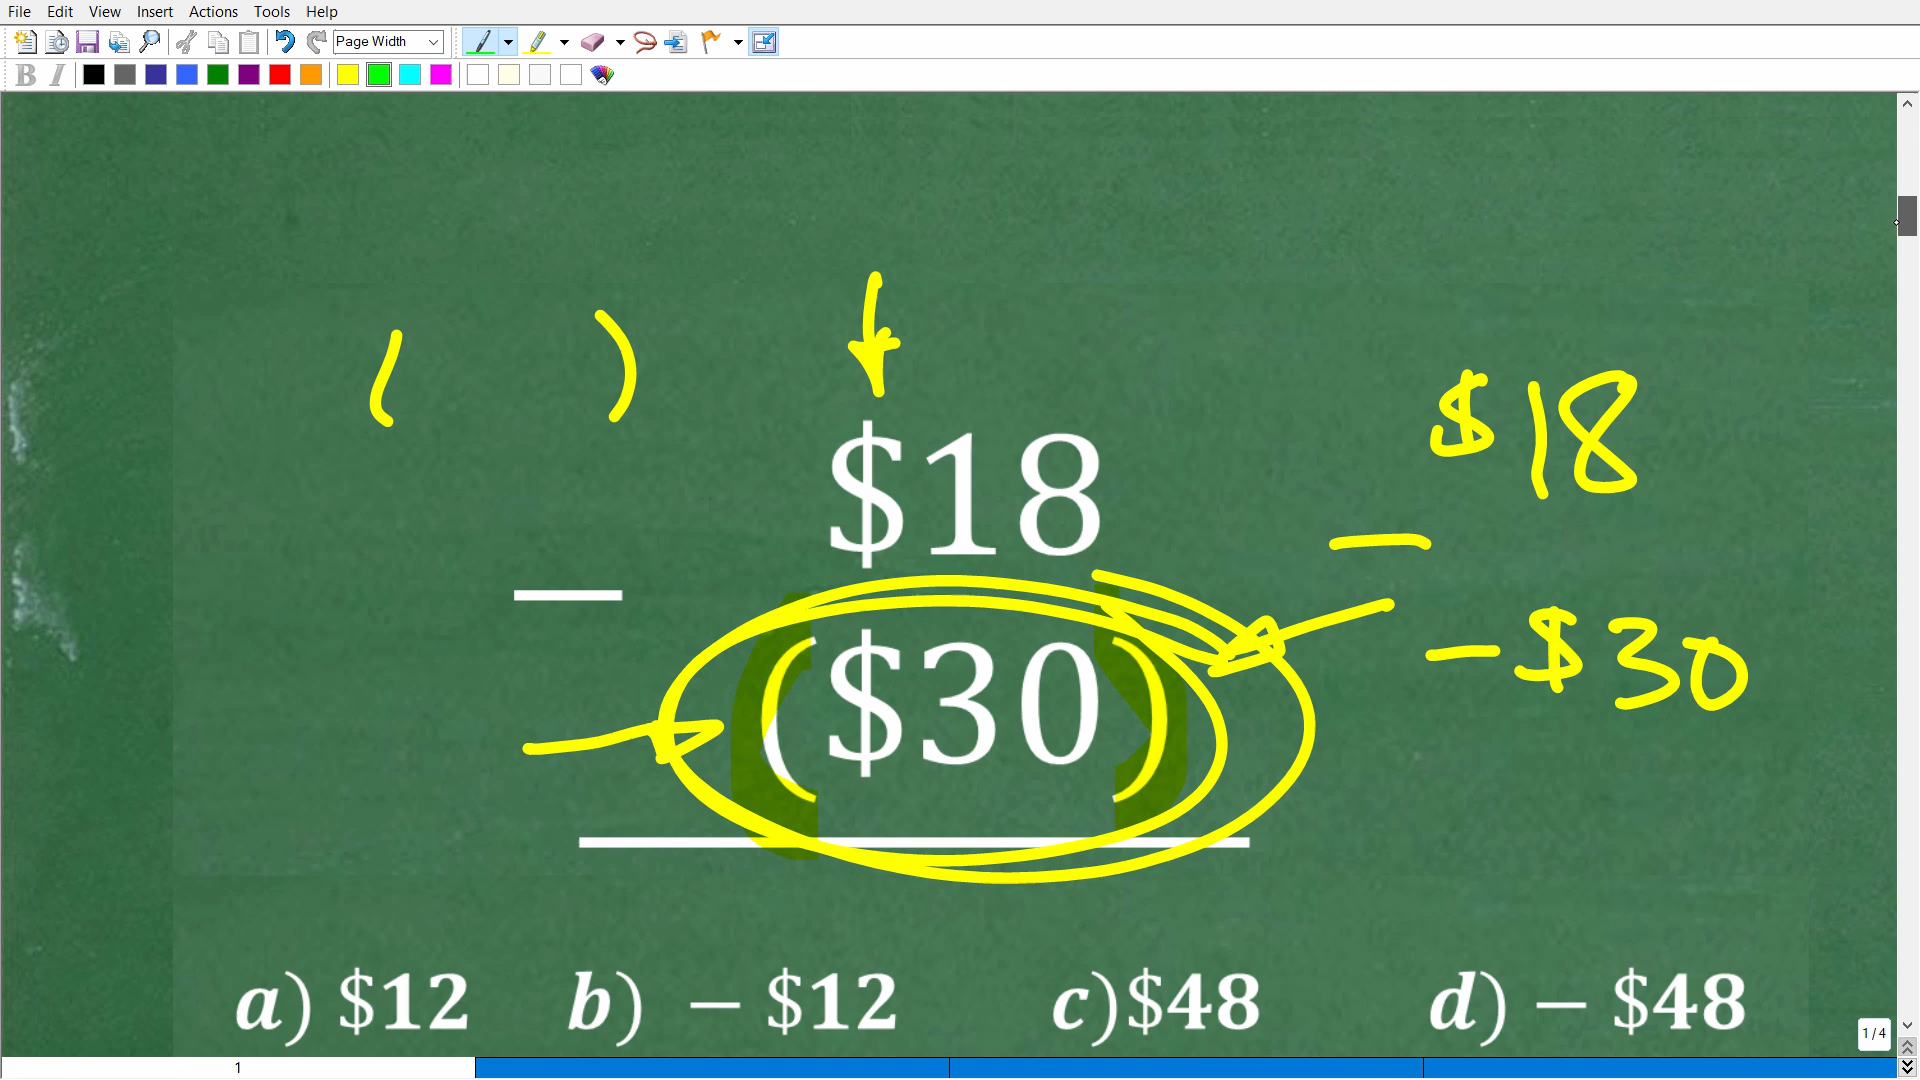 File Edit View Insert Actions Tools Help
Page Width
B I
( )
$18
—
($30)
$18
—
-$30
a) $12 b) − $12 c)$48 d) − $48
1 / 4
1